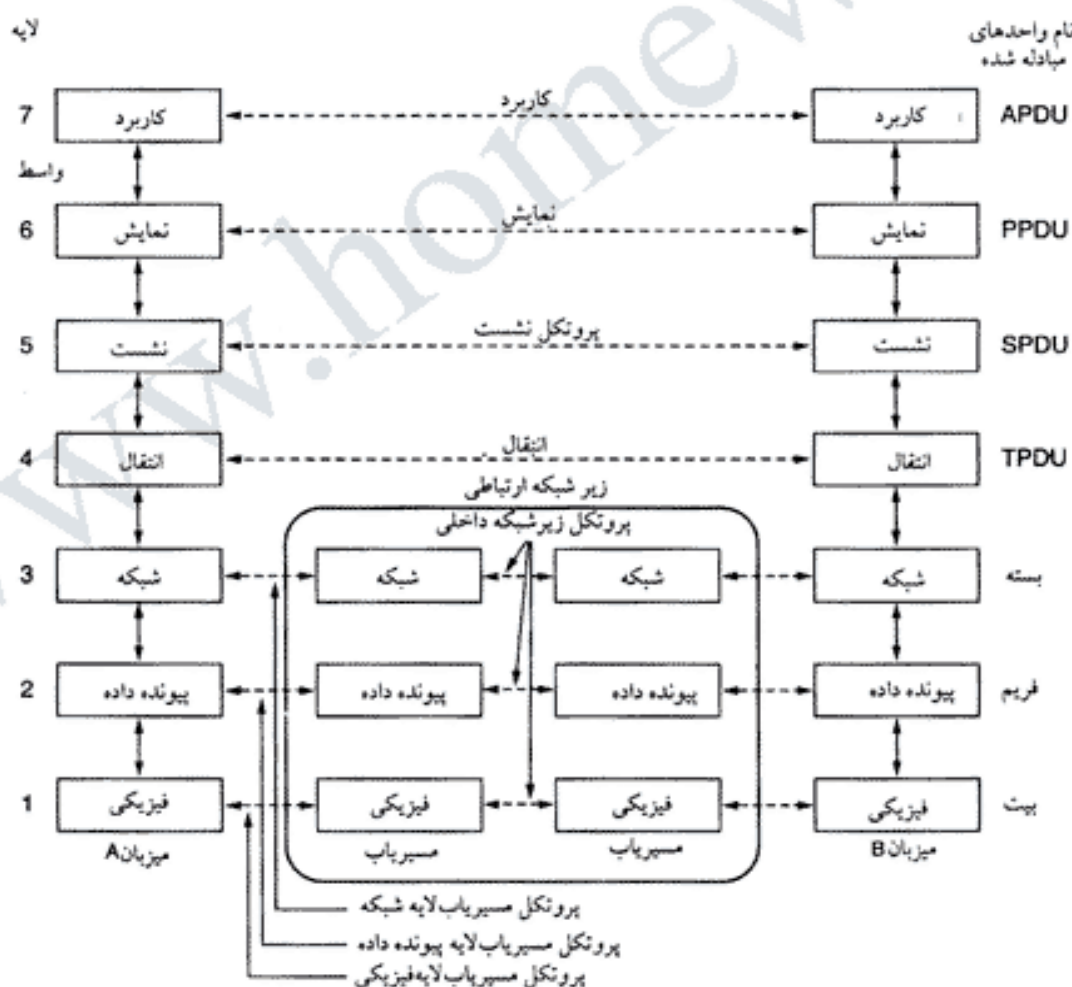 لایه
نام واحدهای
مبادله شده
7
کاربرد
کاربرد
کاربرد
APDU
واسط
6
نمایش
نمایش
نمایش
PPDU
5
نشست
پروتکل نشست
نشست
SPDU
4
انتقال
انتقال
انتقال
TPDU
زیر شبکه ارتباطی
پروتکل زیرشبکه داخلی
3
شبکه
شبکه
شبکه
شبکه
بسته
2
پیونده داده
پیونده داده
پیونده داده
پیونده داده
فریم
1
فیزیکی
فیزیکی
فیزیکی
فیزیکی
بیت
میزبان A
مسیریاب
مسیریاب
میزبان B
پروتکل مسیریاب لایه شبکه
پروتکل مسیریاب لایه پیونده داده
پروتکل مسیریاب لایه فیزیکی
www.home